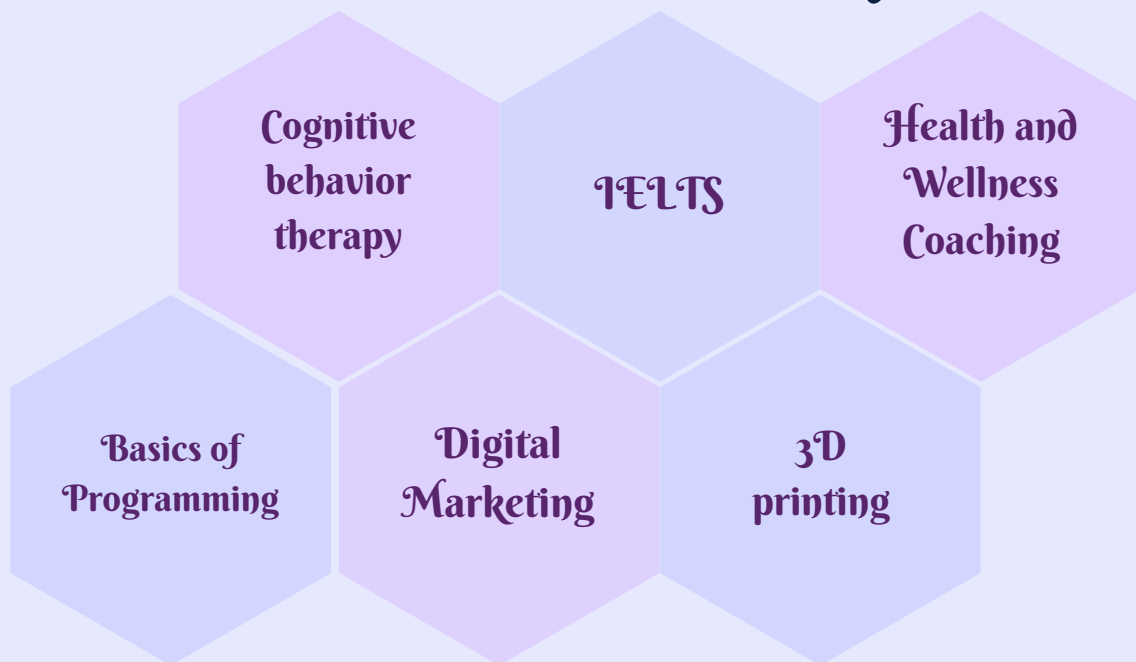 Cognitive
behavior
therapy
IELTS
Health and
Wellness
Coaching
Basics of
Programming
Digital
Marketing
3D
printing